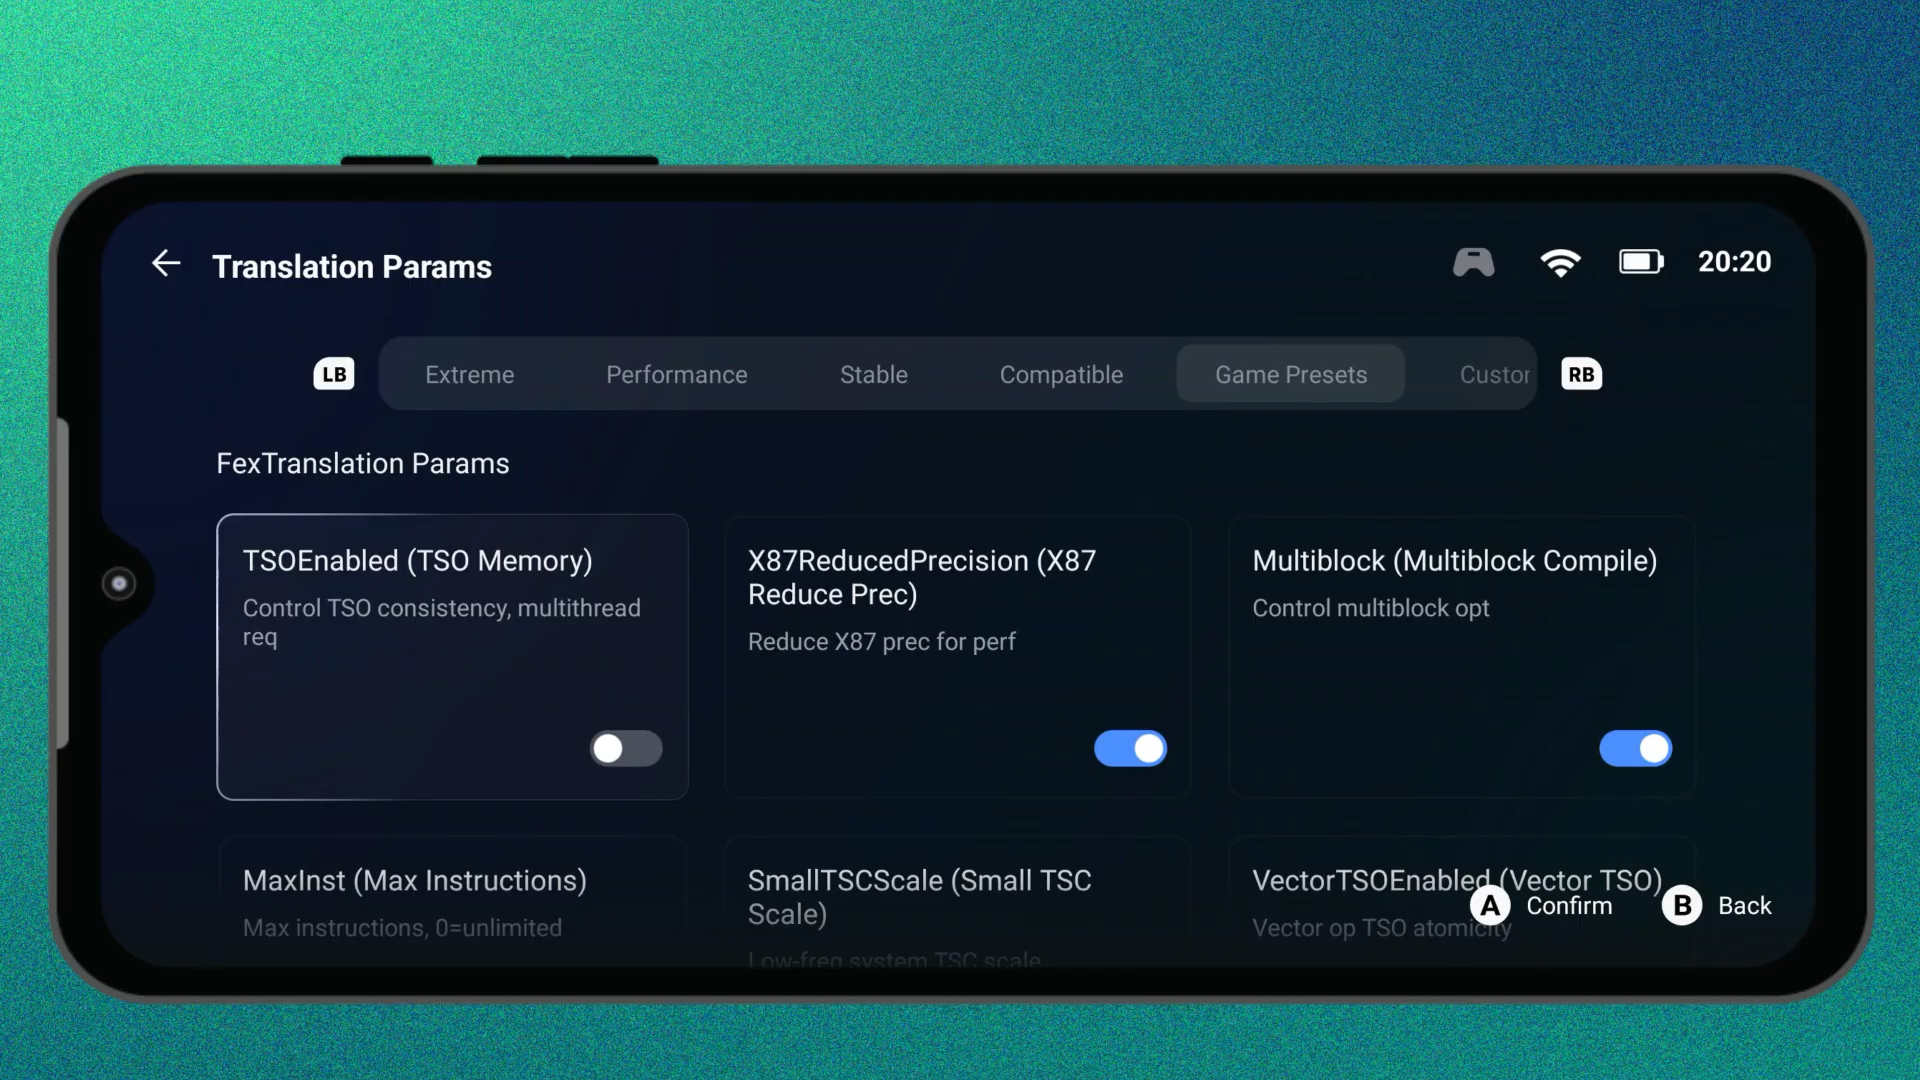 Translation Params
20:20
LB
Extreme
Performance
Stable
Compatible
Game Presets
Custor
RB
FexTranslation Params
TSOEnabled (TSO Memory)
Control TSO consistency, multithread
req
X87ReducedPrecision (X87
Reduce Prec)
Reduce X87 prec for perf
Multiblock (Multiblock Compile)
Control multiblock opt
MaxInst (Max Instructions)
Max instructions, 0=unlimited
SmallTSCScale (Small TSC
Scale)
Low-freq system TSC scale
VectorTSOEnabled (Vector TSO)
Vector op TSO atomicity
A Confirm
B Back